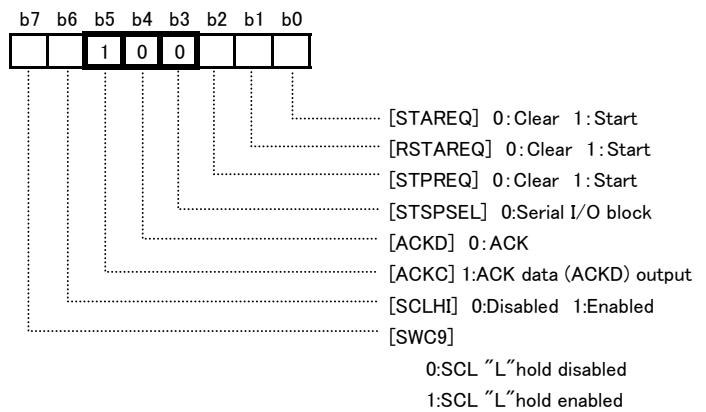 b7 b6 b5 b4 b3 b2 b1 b0
1 0 0
[STAREQ] 0:Clear 1:Start
[RSTAREQ] 0:Clear 1:Start
[STPREQ] 0:Clear 1:Start
[STSPSEL] 0:Serial I/O block
[ACKD] 0:ACK
[ACKC] 1:ACK data (ACKD) output
[SCLHI] 0:Disabled 1:Enabled
[SWC9]
0:SCL "L"hold disabled
1:SCL "L"hold enabled